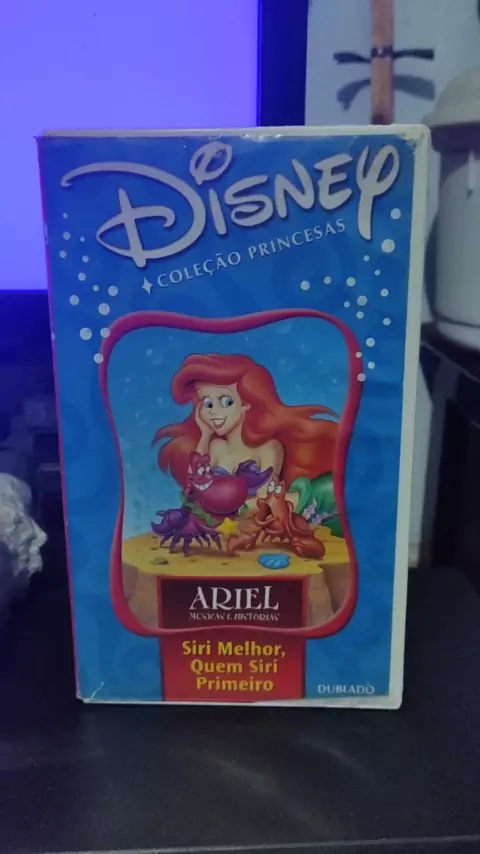 DISNEY
COLEÇÃO PRINCESAS
ARIEL
MÚSICAS E HISTÓRIAS
Siri Melhor,
Quem Siri
Primeiro
DUBLADO